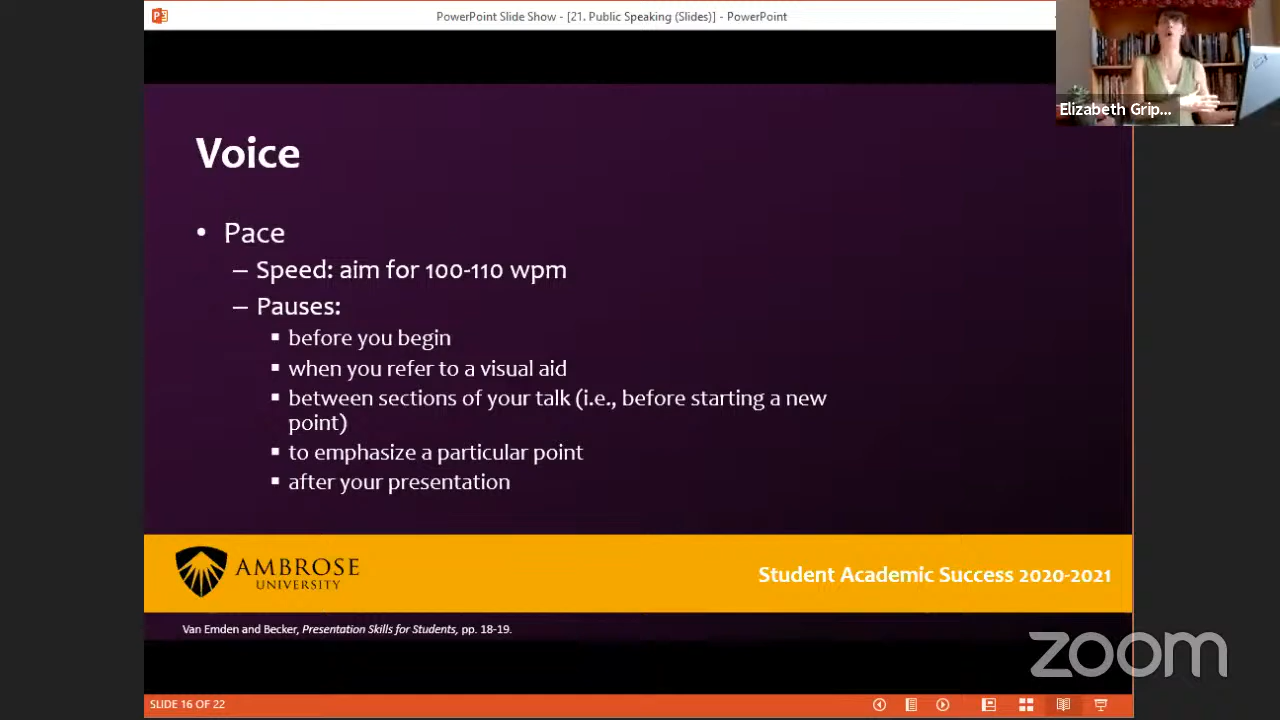 PowerPoint Slide Show - [21. Public Speaking (Slides)] - PowerPoint
Elizabeth Grip...
Voice
• Pace
– Speed: aim for 100-110 wpm
– Pauses:
▪ before you begin
▪ when you refer to a visual aid
▪ between sections of your talk (i.e., before starting a new
point)
▪ to emphasize a particular point
▪ after your presentation
AMBROSE
UNIVERSITY
Student Academic Success 2020-2021
Van Emden and Becker, Presentation Skills for Students, pp. 18-19.
zoom
SLIDE 16 OF 22